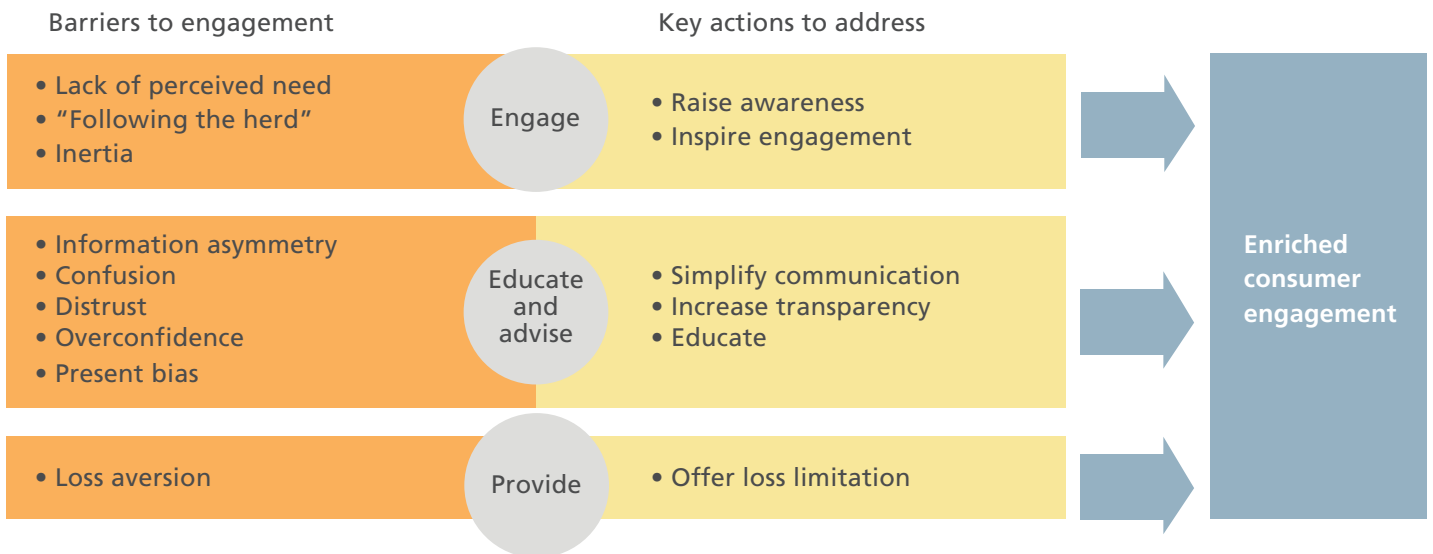 Barriers to engagement
Key actions to address
• Lack of perceived need
• “Following the herd”
• Inertia
Engage
• Raise awareness
• Inspire engagement
• Information asymmetry
• Confusion
• Distrust
• Overconfidence
• Present bias
Educate
and
advise
• Simplify communication
• Increase transparency
• Educate
• Loss aversion
Provide
• Offer loss limitation
Enriched
consumer
engagement